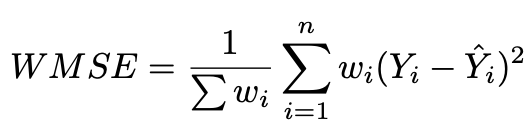 WMSE = \frac{1}{\sum w_i} \sum_{i=1}^{n} w_i (Y_i - \hat{Y}_i)^2